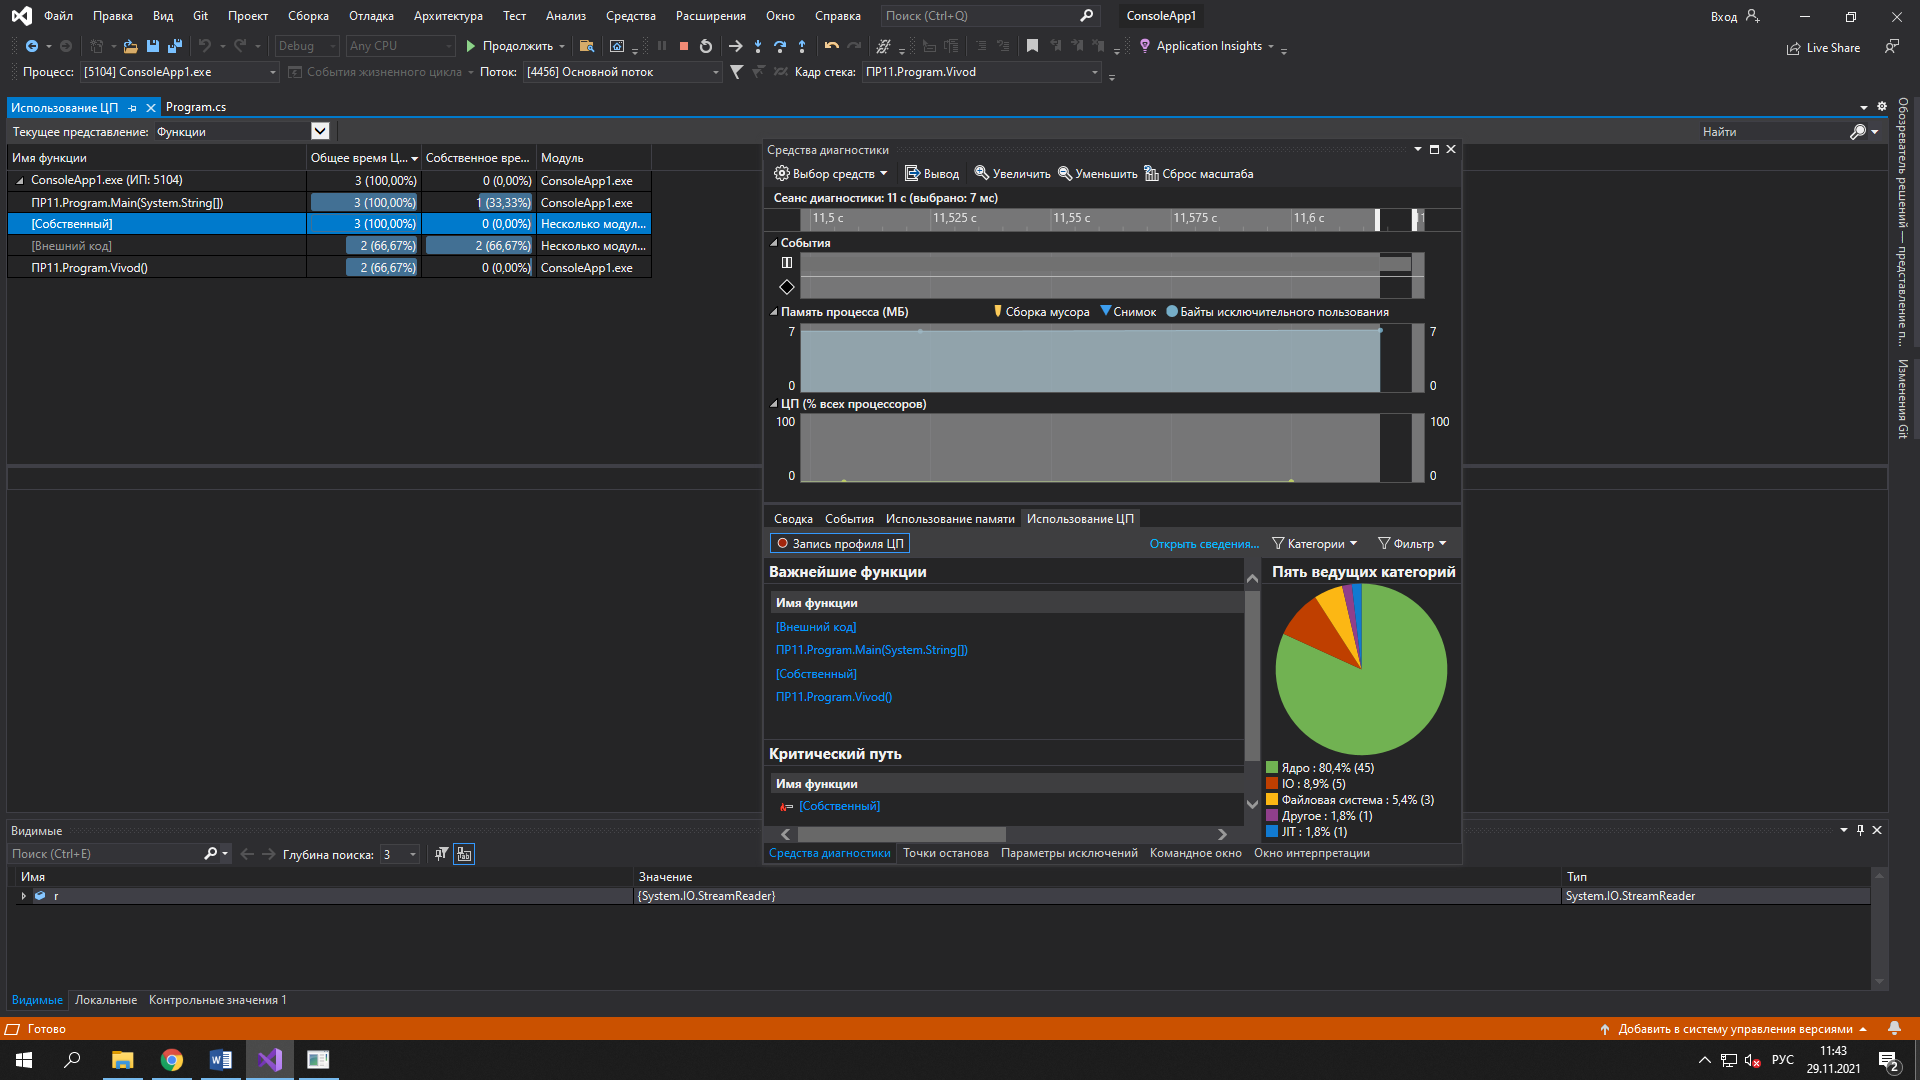 Файл Правка Вид Git Проект Сборка Отладка Архитектура Тест Анализ Средства Расширения Окно Справка Поиск (Ctrl+Q) ConsoleApp1 Вход
Debug Any CPU Продолжить Application Insights Live Share
Процесс: [5104] ConsoleApp1.exe События жизненного цикла Поток: [4456] Основной поток Кадр стека: ПР11.Program.Vivod
Использование ЦП Program.cs
Текущее представление: Функции Найти
Имя функции Общее время Ц... Собственное вре... Модуль
ConsoleApp1.exe (ИП: 5104) 3 (100,00%) 0 (0,00%) ConsoleApp1.exe
ПР11.Program.Main(System.String[]) 3 (100,00%) 1 (33,33%) ConsoleApp1.exe
[Собственный] 3 (100,00%) 0 (0,00%) Несколько модул...
[Внешний код] 2 (66,67%) 2 (66,67%) Несколько модул...
ПР11.Program.Vivod() 2 (66,67%) 0 (0,00%) ConsoleApp1.exe
Средства диагностики
Выбор средств Вывод Увеличить Уменьшить Сброс масштаба
Сеанс диагностики: 11 с (выбрано: 7 мс)
11,5 с 11,525 с 11,55 с 11,575 с 11,6 с
События
Память процесса (МБ) Сборка мусора Снимок Байты исключительного пользования
7 7
0 0
ЦП (% всех процессоров)
100 100
0 0
Сводка События Использование памяти Использование ЦП
Запись профиля ЦП Открыть сведения... Категории Фильтр
Важнейшие функции
Имя функции
[Внешний код]
ПР11.Program.Main(System.String[])
[Собственный]
ПР11.Program.Vivod()
Критический путь
Имя функции
[Собственный]
Пять ведущих категорий
Ядро : 80,4% (45)
IO : 8,9% (5)
Файловая система : 5,4% (3)
Другое : 1,8% (1)
JIT : 1,8% (1)
Средства диагностики Точки останова Параметры исключений Командное окно Окно интерпретации
Обозреватель решений — представление п...
Изменения Git
Видимые
Поиск (Ctrl+E) Глубина поиска: 3
Имя Значение Тип
r {System.IO.StreamReader} System.IO.StreamReader
Видимые Локальные Контрольные значения 1
Готово Добавить в систему управления версиями
РУС 11:43
29.11.2021 2